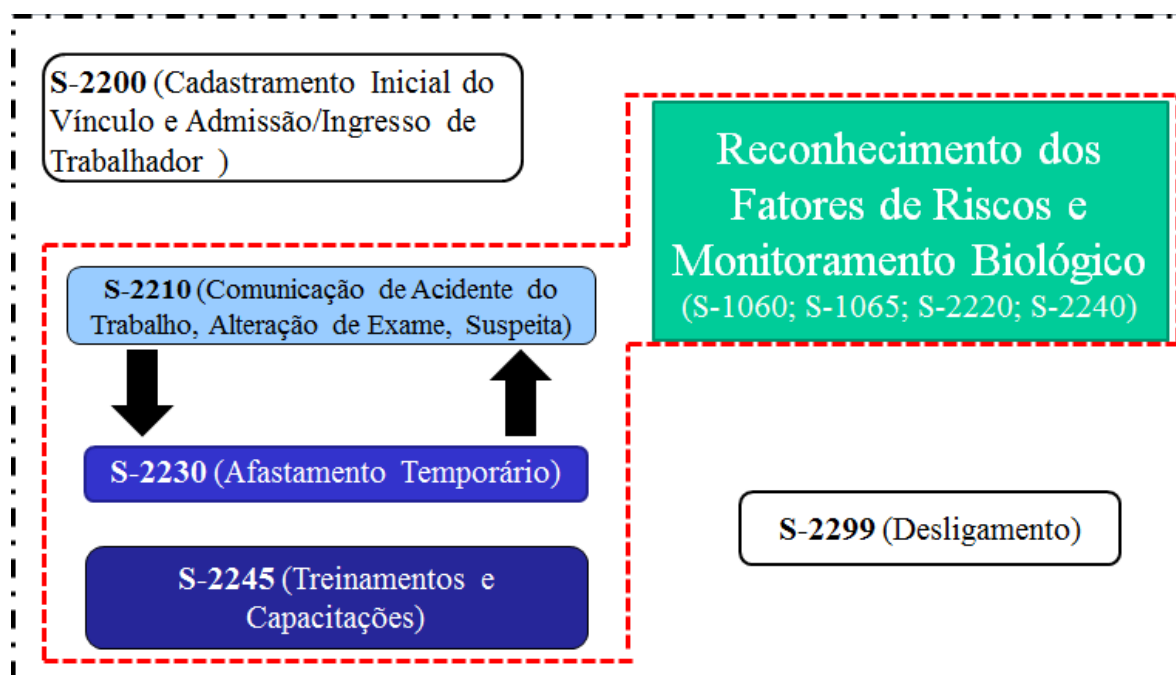 S-2200 (Cadastramento Inicial do
Vínculo e Admissão/Ingresso de
Trabalhador )
Reconhecimento dos
Fatores de Riscos e
Monitoramento Biológico
(S-1060; S-1065; S-2220; S-2240)
S-2210 (Comunicação de Acidente do
Trabalho, Alteração de Exame, Suspeita)
S-2230 (Afastamento Temporário)
S-2245 (Treinamentos e
Capacitações)
S-2299 (Desligamento)